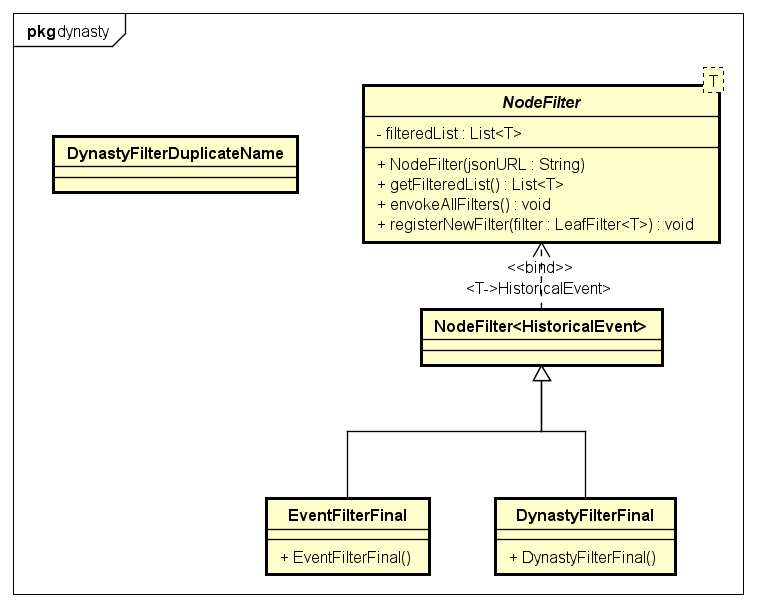 pkg dynasty
T
NodeFilter
- filteredList : List<T>
+ NodeFilter(jsonURL : String)
+ getFilteredList() : List<T>
+ envokeAllFilters() : void
+ registerNewFilter(filter : LeafFilter<T>) : void
DynastyFilterDuplicateName
<<bind>>
<T->HistoricalEvent>
NodeFilter<HistoricalEvent>
EventFilterFinal
+ EventFilterFinal()
DynastyFilterFinal
+ DynastyFilterFinal()